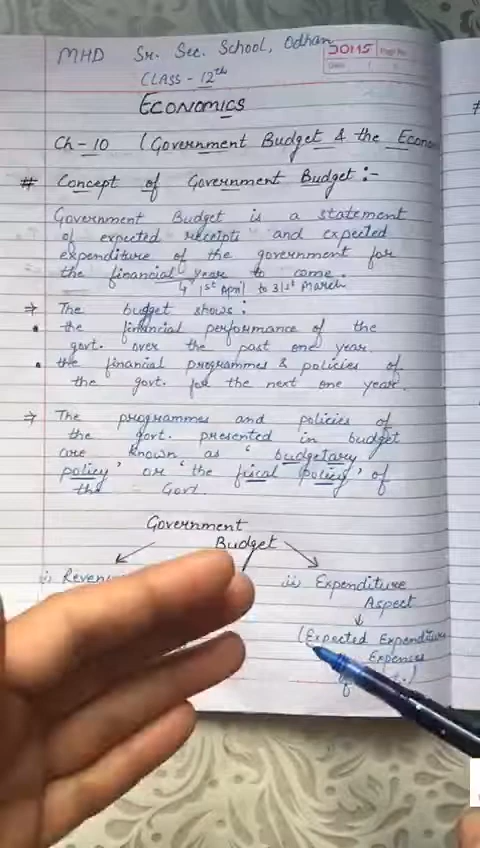 MHD Sr. Sec. School, Odhan
JOMS Page No.
Date / /
CLASS - 12th
ECONOMICS
Ch - 10 (Government Budget & the Econo
# Concept of Government Budget :-
Government Budget is a statement
of expected receipts and expected
expenditure of the government for
the financial year to come.
↳ 1st April to 31st March
⇒ The budget shows :
• the financial performance of the
govt. over the past one year.
• the financial programmes & policies of
the govt. for the next one year.
⇒ The programmes and policies of
the govt. presented in budget
are known as 'budgetary
policy' or 'the fiscal policy' of
the Govt.
Government
Budget
i) Reven
ii) Expenditure
Aspect
(Expected Expenditure
Expences